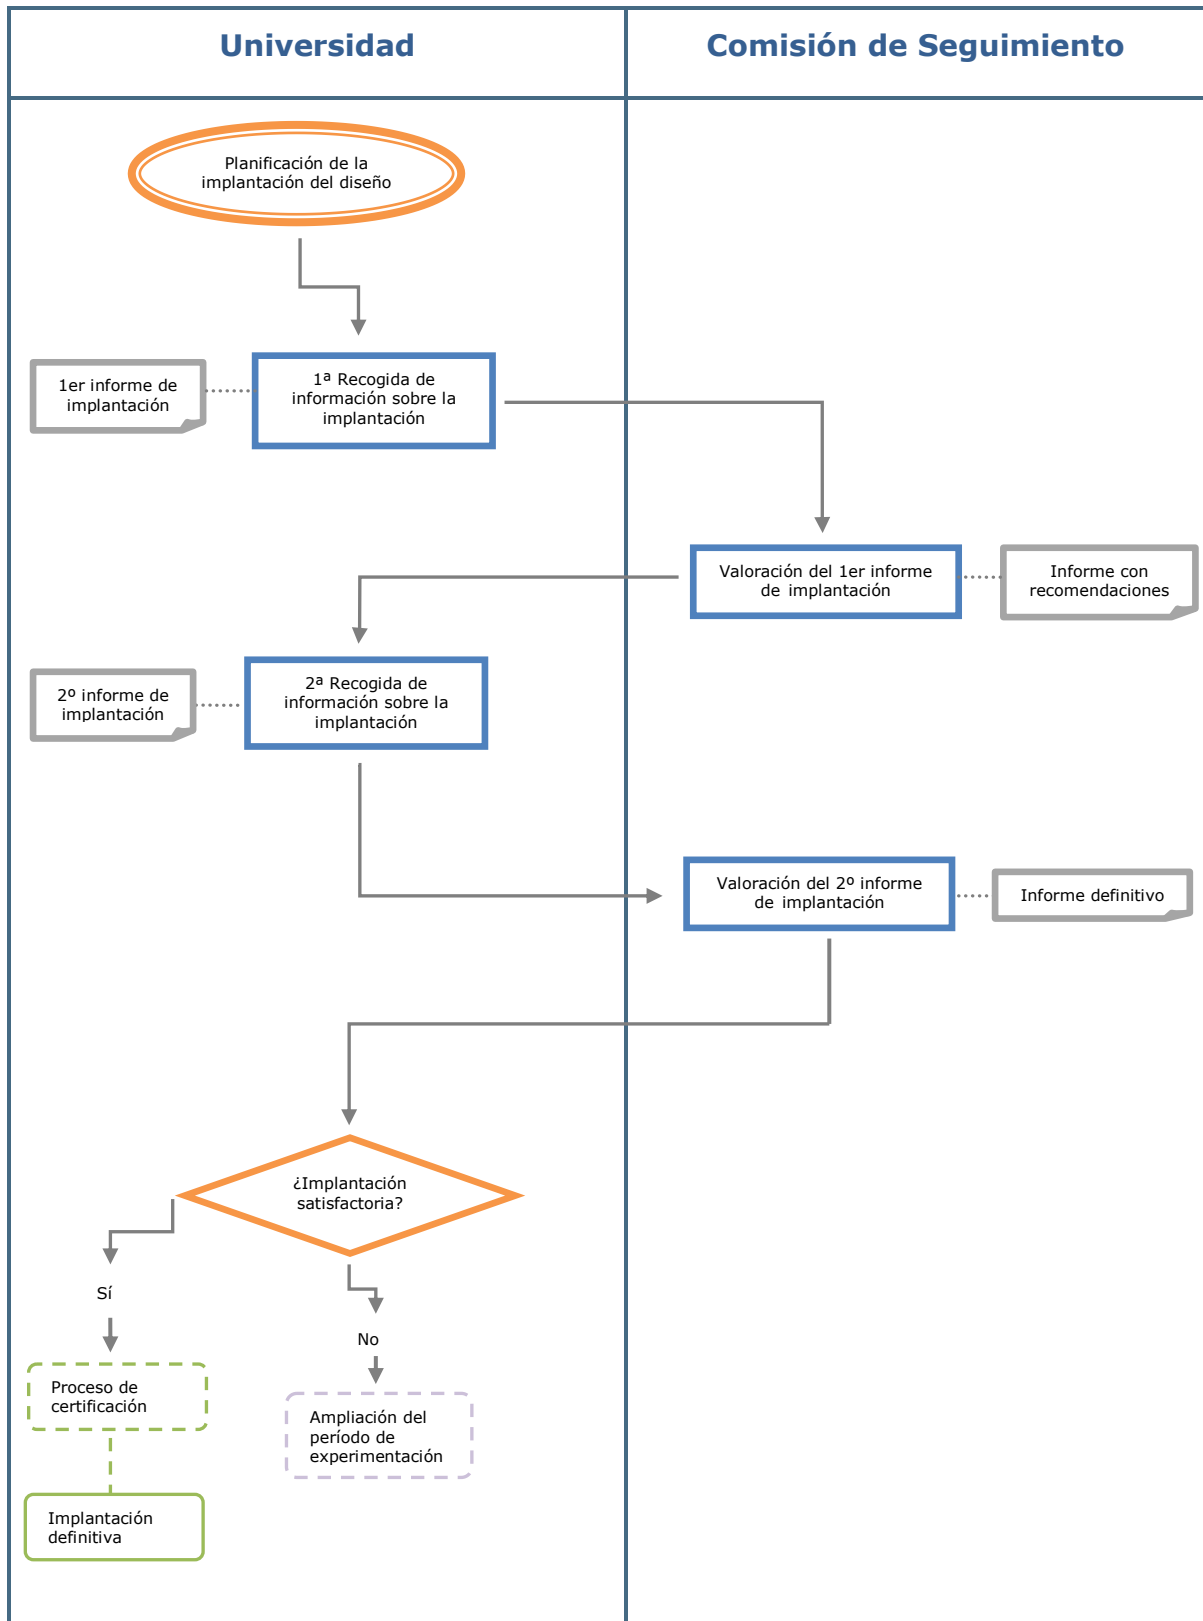 Universidad
Comisión de Seguimiento
Planificación de la
implantación del diseño
1er informe de
implantación
1ª Recogida de
información sobre la
implantación
Valoración del 1er informe
de implantación
Informe con
recomendaciones
2º informe de
implantación
2ª Recogida de
información sobre la
implantación
Valoración del 2º informe
de implantación
Informe definitivo
¿Implantación
satisfactoria?
Sí
No
Proceso de
certificación
Ampliación del
período de
experimentación
Implantación
definitiva